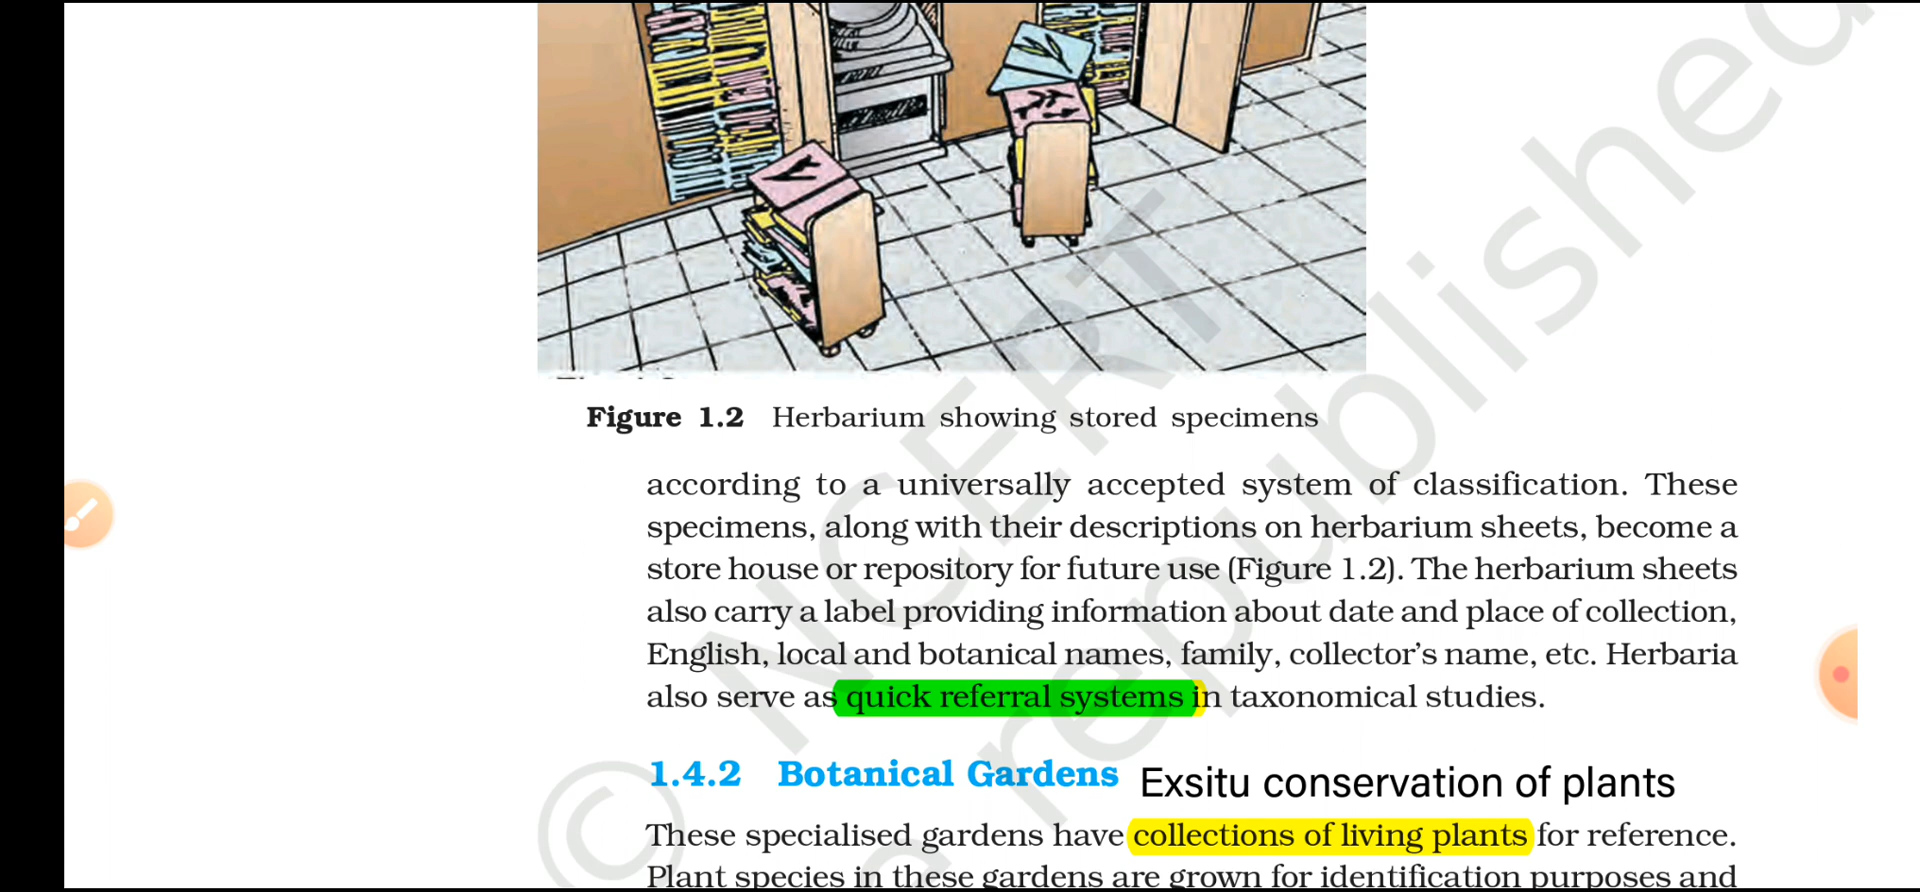 Figure 1.2 Herbarium showing stored specimens
according to a universally accepted system of classification. These
specimens, along with their descriptions on herbarium sheets, become a
store house or repository for future use (Figure 1.2). The herbarium sheets
also carry a label providing information about date and place of collection,
English, local and botanical names, family, collector's name, etc. Herbaria
also serve as quick referral systems in taxonomical studies.
1.4.2 Botanical Gardens Exsitu conservation of plants
These specialised gardens have collections of living plants for reference.
Plant species in these gardens are grown for identification purposes and
© NCERT
republished